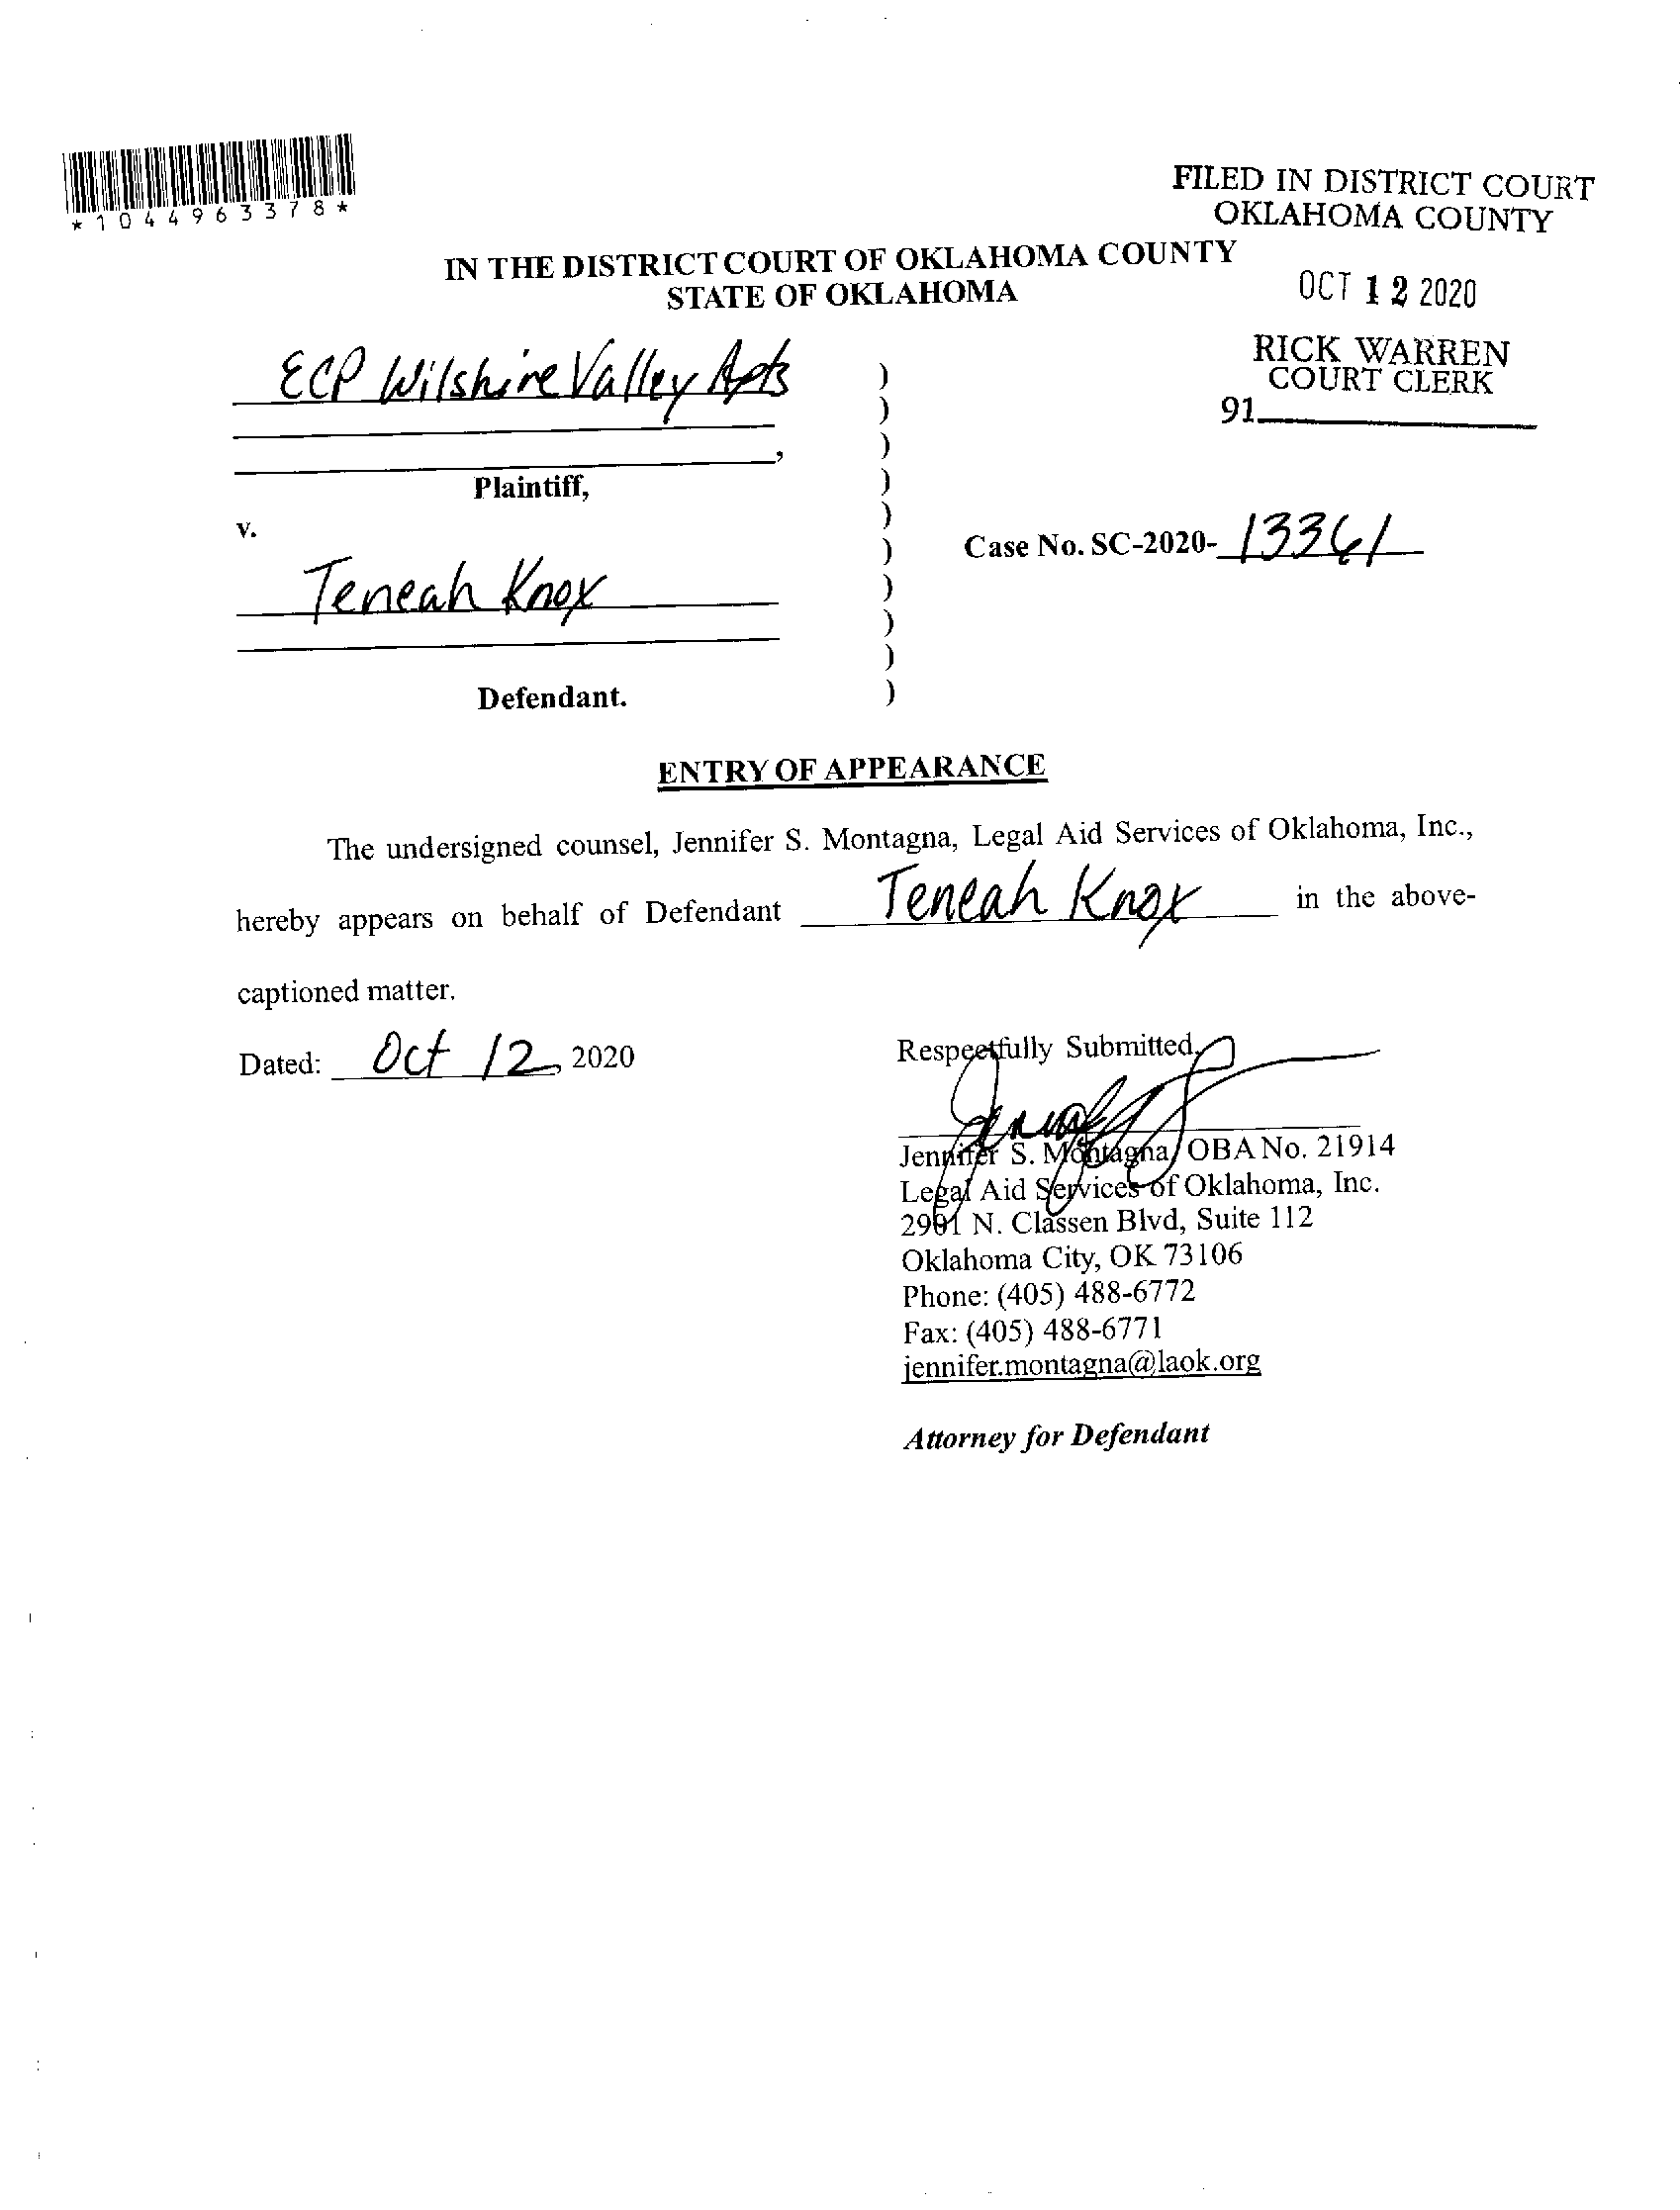 *1044963378*
FILED IN DISTRICT COURT
OKLAHOMA COUNTY
IN THE DISTRICT COURT OF OKLAHOMA COUNTY
STATE OF OKLAHOMA
OCT 12 2020
RICK WARREN
COURT CLERK
91
ECP Wilshire Valley Apts
)
)
, )
Plaintiff, )
)
v.
) Case No. SC-2020- 13361
Teneah Knox )
)
)
Defendant. )
ENTRY OF APPEARANCE
The undersigned counsel, Jennifer S. Montagna, Legal Aid Services of Oklahoma, Inc.,
hereby appears on behalf of Defendant Teneah Knox in the above-
captioned matter.
Dated: Oct 12, 2020
Respectfully Submitted,
Jennifer S. Montagna, OBA No. 21914
Legal Aid Services of Oklahoma, Inc.
2901 N. Classen Blvd, Suite 112
Oklahoma City, OK 73106
Phone: (405) 488-6772
Fax: (405) 488-6771
jennifer.montagna@laok.org
Attorney for Defendant